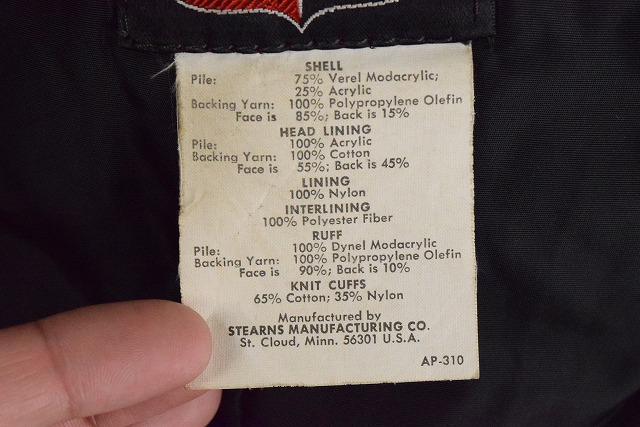 SHELL
Pile: 75% Verel Modacrylic;
25% Acrylic
Backing Yarn: 100% Polypropylene Olefin
Face is 85%; Back is 15%
HEAD LINING
Pile: 100% Acrylic
Backing Yarn: 100% Cotton
Face is 55%; Back is 45%
LINING
100% Nylon
INTERLINING
100% Polyester Fiber
RUFF
Pile: 100% Dynel Modacrylic
Backing Yarn: 100% Polypropylene Olefin
Face is 90%; Back is 10%
KNIT CUFFS
65% Cotton; 35% Nylon
Manufactured by
STEARNS MANUFACTURING CO.
St. Cloud, Minn. 56301 U.S.A.
AP-310